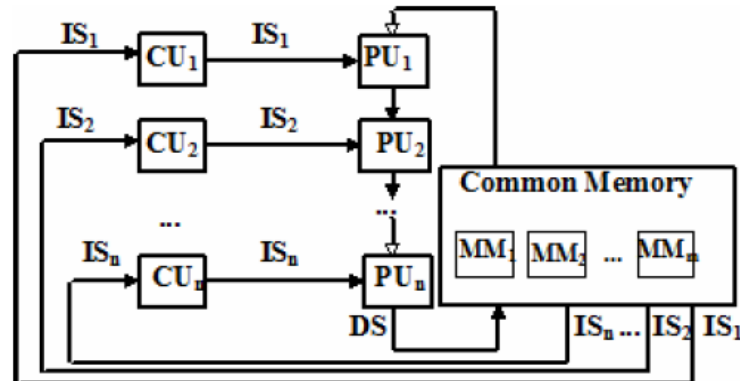 IS₁ CU₁ IS₁ PU₁
IS₂ CU₂ IS₂ PU₂
Common Memory
... ...
MM₁ MM₂ ... MMₘ
ISₙ CUₙ ISₙ PUₙ
DS ISₙ ... IS₂ IS₁